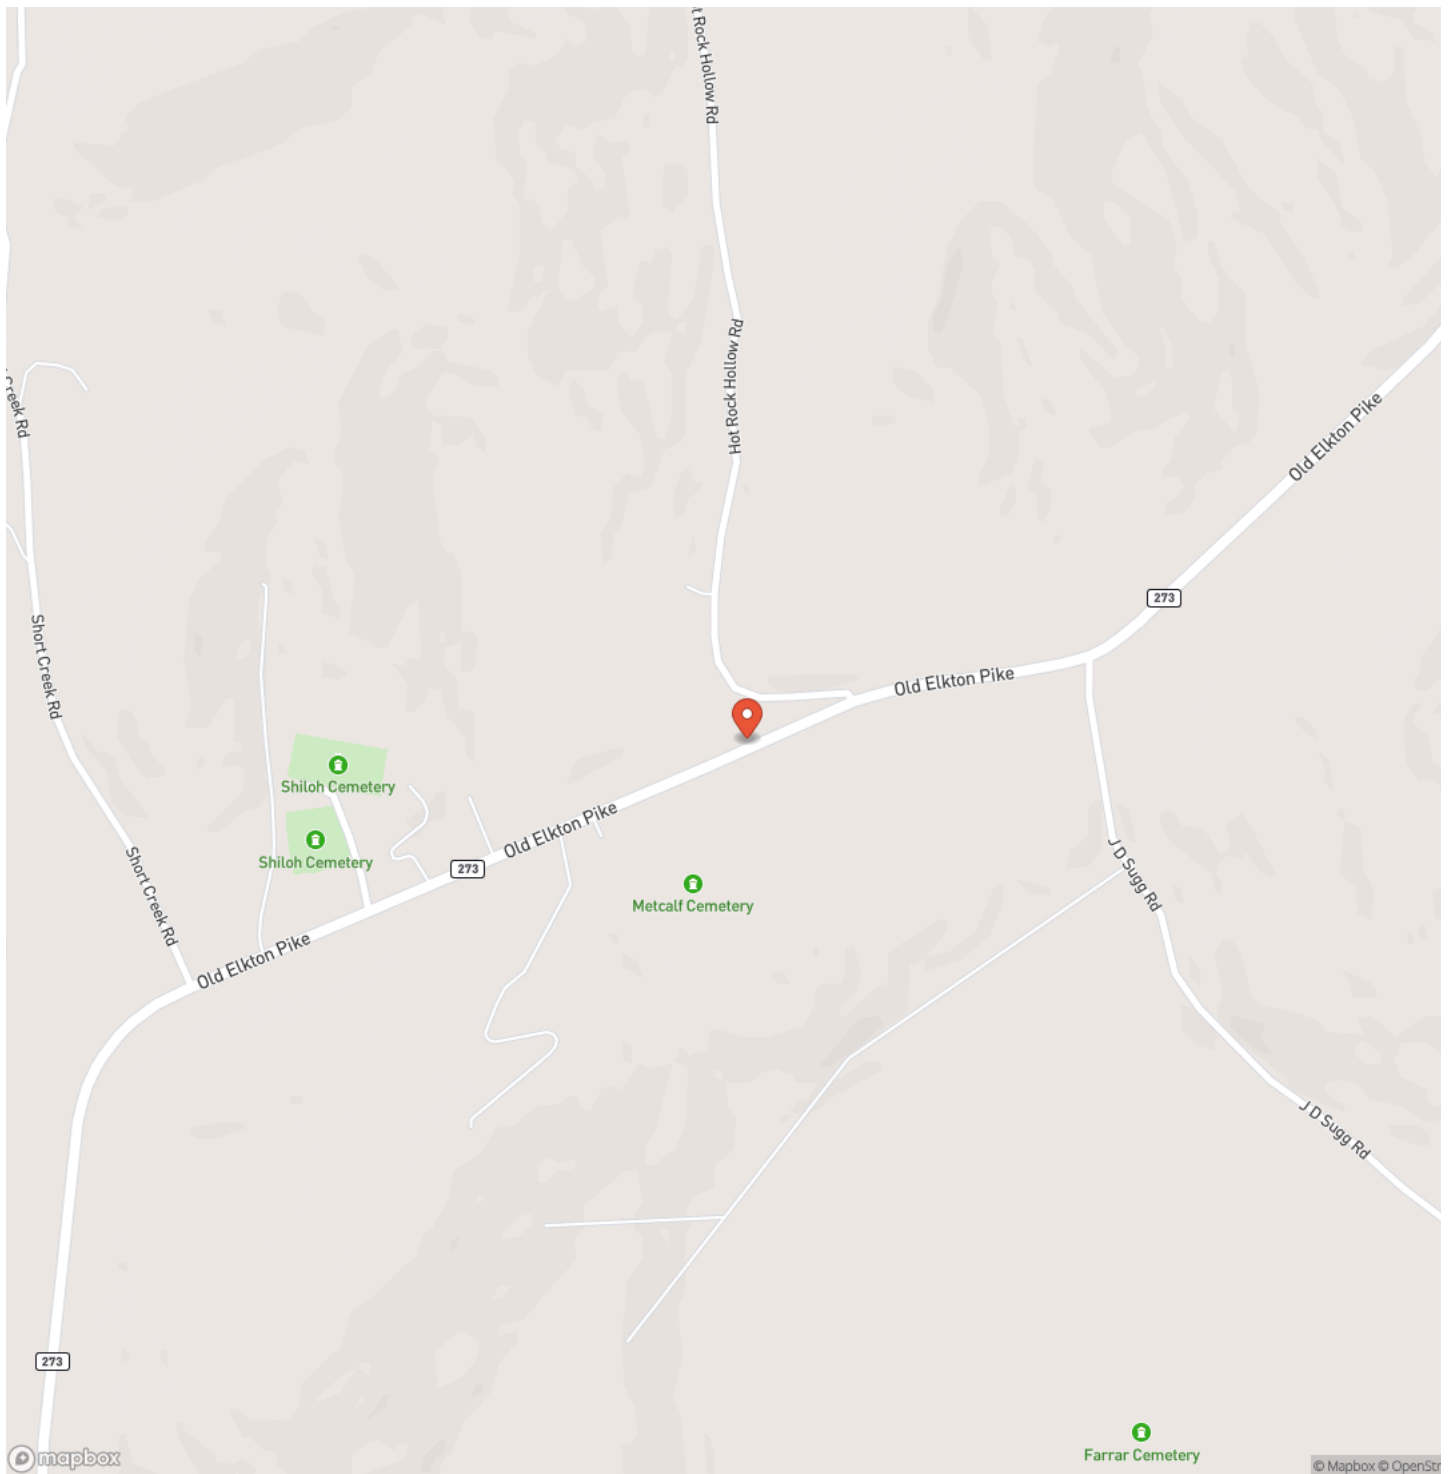 t Rock Hollow Rd
Hot Rock Hollow Rd
Creek Rd
Old Elkton Pike
273
Short Creek Rd
Old Elkton Pike
Shiloh Cemetery
Old Elkton Pike
Shiloh Cemetery
273
J D Sugg Rd
Short Creek Rd
Metcalf Cemetery
Old Elkton Pike
J D Sugg Rd
273
Farrar Cemetery
mapbox
© Mapbox © OpenStr